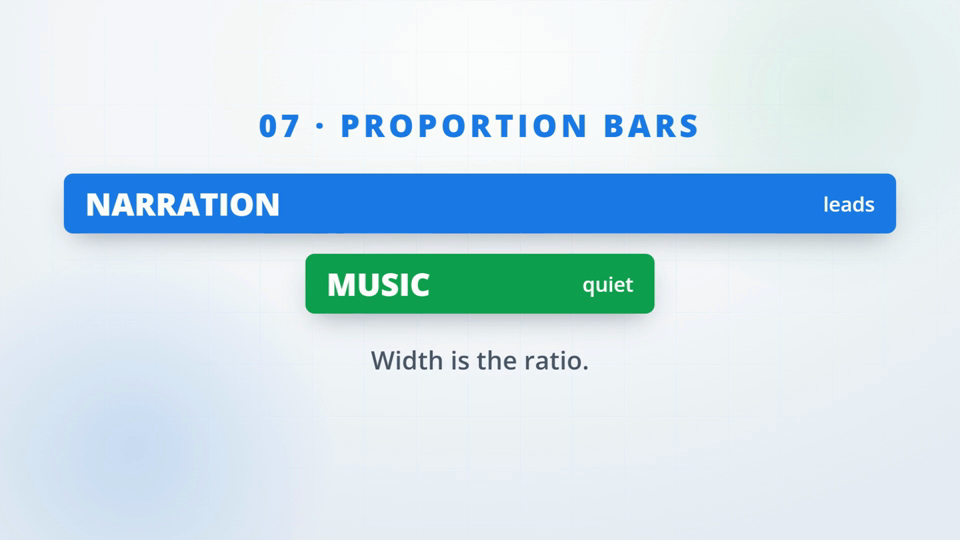 07 · PROPORTION BARS
NARRATION leads
MUSIC quiet
Width is the ratio.